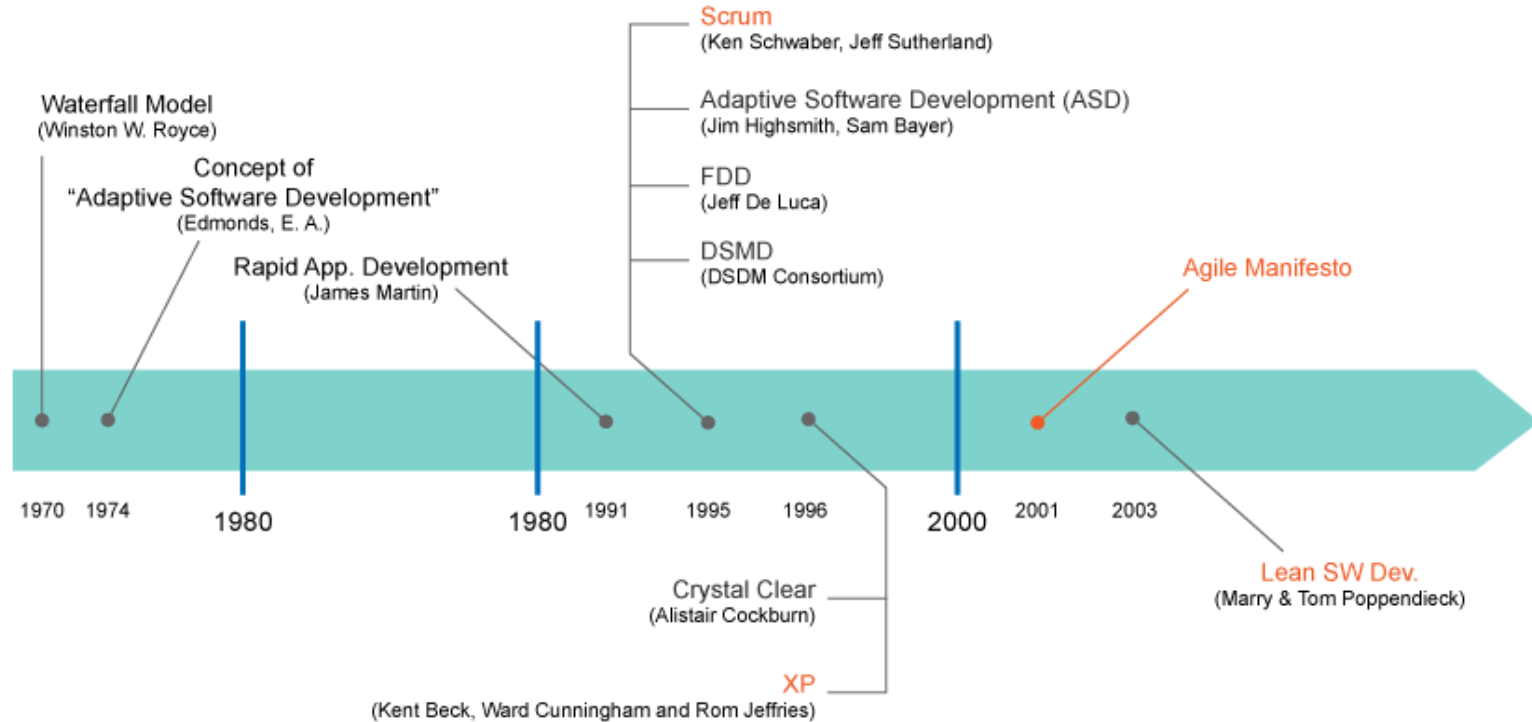 Scrum
(Ken Schwaber, Jeff Sutherland)
Waterfall Model
(Winston W. Royce)
Adaptive Software Development (ASD)
(Jim Highsmith, Sam Bayer)
Concept of
“Adaptive Software Development”
(Edmonds, E. A.)
FDD
(Jeff De Luca)
Rapid App. Development
(James Martin)
DSMD
(DSDM Consortium)
Agile Manifesto
1970
1974
1980
1980
1991
1995
1996
2000
2001
2003
Crystal Clear
(Alistair Cockburn)
Lean SW Dev.
(Marry & Tom Poppendieck)
XP
(Kent Beck, Ward Cunningham and Rom Jeffries)